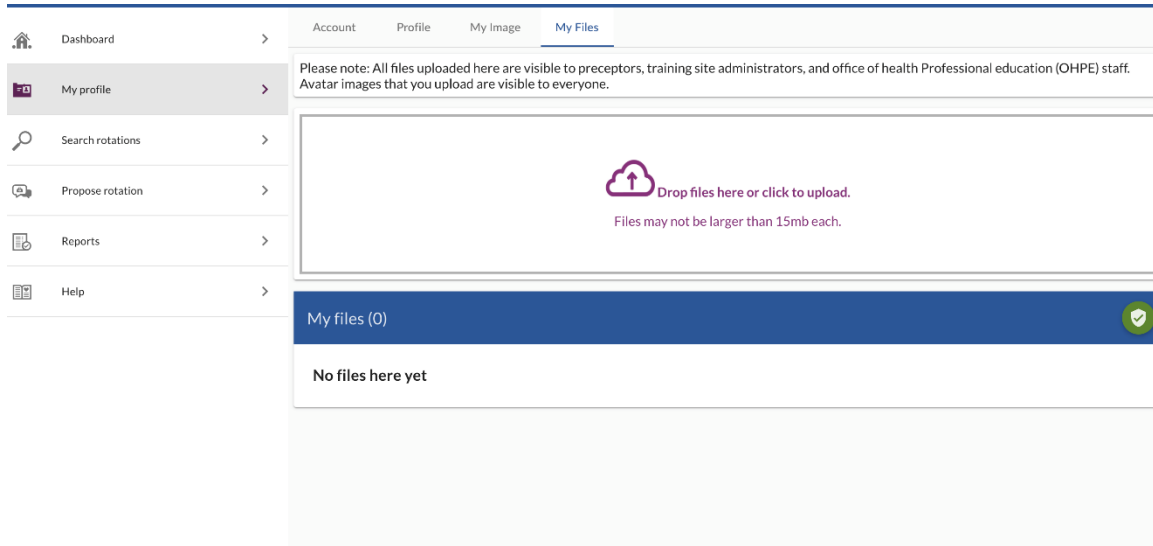 Dashboard
My profile
Search rotations
Propose rotation
Reports
Help
Account Profile My Image My Files
Please note: All files uploaded here are visible to preceptors, training site administrators, and office of health Professional education (OHPE) staff.
Avatar images that you upload are visible to everyone.
Drop files here or click to upload.
Files may not be larger than 15mb each.
My files (0)
No files here yet